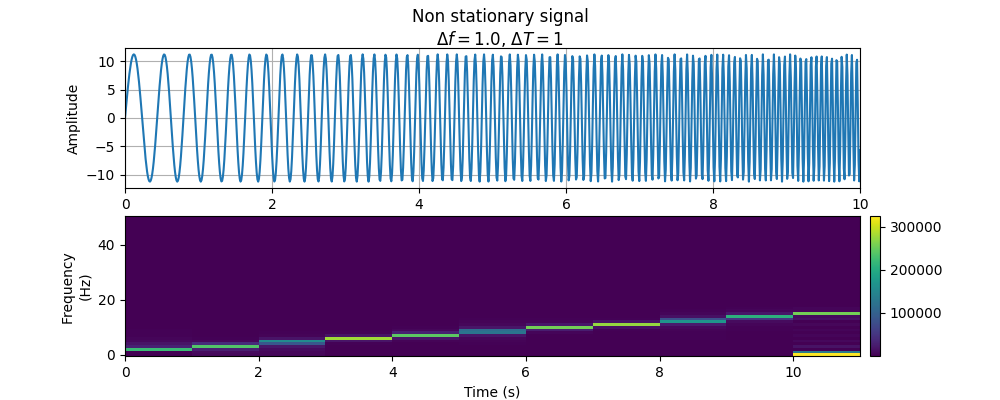 Non stationary signal
Δf = 1.0, ΔT = 1
10
5
0
−5
−10
Amplitude
0 2 4 6 8 10
40
20
0
Frequency
(Hz)
0 2 4 6 8 10
Time (s)
300000
200000
100000